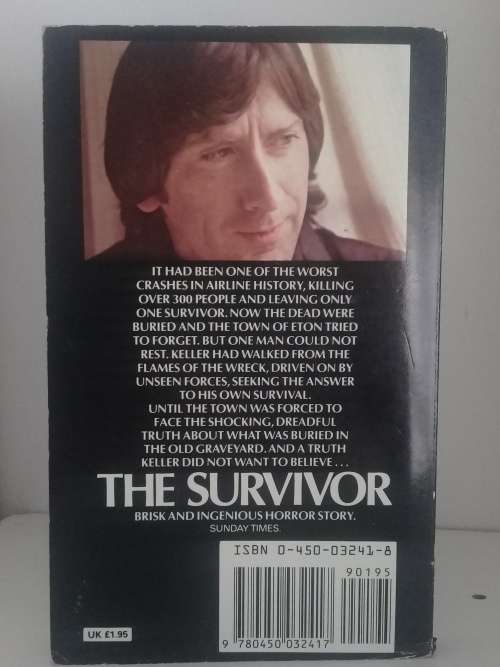 IT HAD BEEN ONE OF THE WORST
CRASHES IN AIRLINE HISTORY, KILLING
OVER 300 PEOPLE AND LEAVING ONLY
ONE SURVIVOR. NOW THE DEAD WERE
BURIED AND THE TOWN OF ETON TRIED
TO FORGET. BUT ONE MAN COULD NOT
REST. KELLER HAD WALKED FROM THE
FLAMES OF THE WRECK, DRIVEN ON BY
UNSEEN FORCES, SEEKING THE ANSWER
TO HIS OWN SURVIVAL.
UNTIL THE TOWN WAS FORCED TO
FACE THE SHOCKING, DREADFUL
TRUTH ABOUT WHAT WAS BURIED IN
THE OLD GRAVEYARD. AND A TRUTH
KELLER DID NOT WANT TO BELIEVE...
THE SURVIVOR
BRISK AND INGENIOUS HORROR STORY.
SUNDAY TIMES.
ISBN 0-450-03241-8
90195
9 780450 032417
UK £1.95